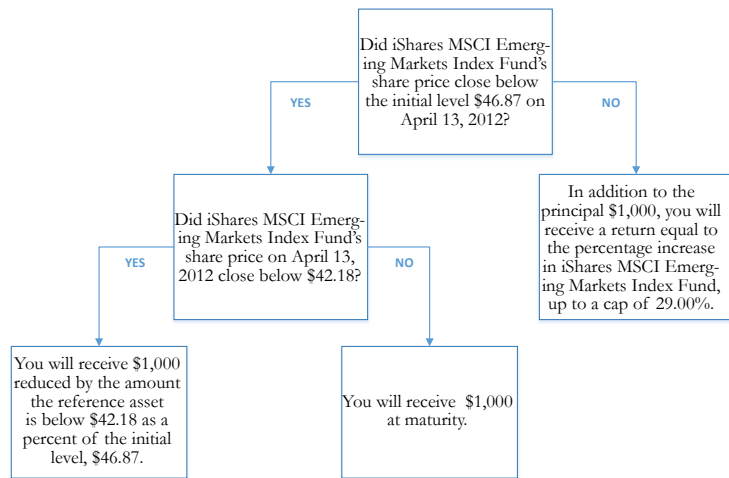 Did iShares MSCI Emerg-
ing Markets Index Fund's
share price close below
the initial level $46.87 on
April 13, 2012?
YES
NO
Did iShares MSCI Emerg-
ing Markets Index Fund's
share price on April 13,
2012 close below $42.18?
In addition to the
principal $1,000, you will
receive a return equal to
the percentage increase
in iShares MSCI Emerg-
ing Markets Index Fund,
up to a cap of 29.00%.
YES
NO
You will receive $1,000
reduced by the amount
the reference asset
is below $42.18 as a
percent of the initial
level, $46.87.
You will receive $1,000
at maturity.